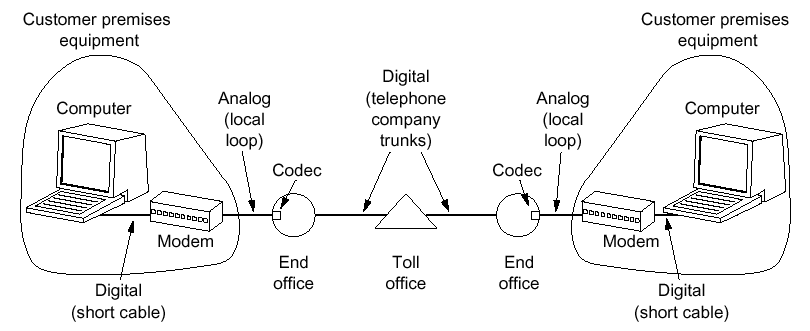 Customer premises
equipment
Computer
Modem
Digital
(short cable)
Analog
(local
loop)
Codec
End
office
Digital
(telephone
company
trunks)
Toll
office
Analog
(local
loop)
Codec
End
office
Customer premises
equipment
Computer
Modem
Digital
(short cable)